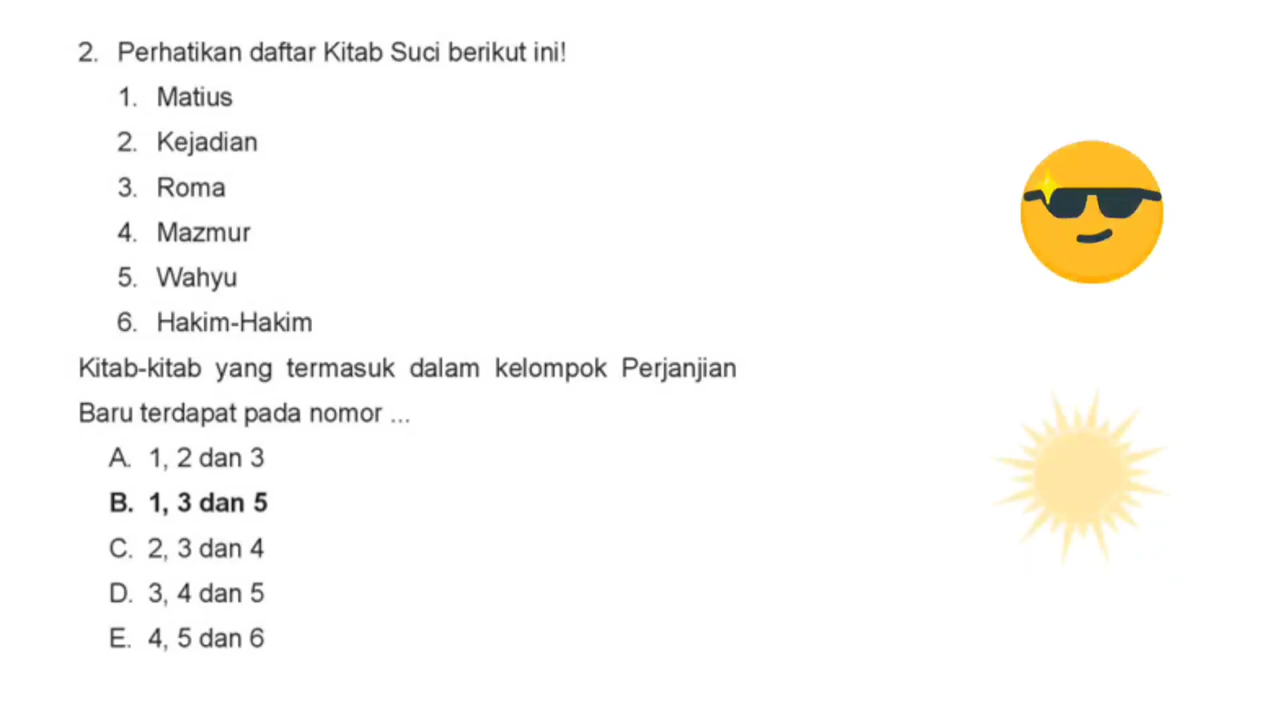 2. Perhatikan daftar Kitab Suci berikut ini!
1. Matius
2. Kejadian
3. Roma
4. Mazmur
5. Wahyu
6. Hakim-Hakim
Kitab-kitab yang termasuk dalam kelompok Perjanjian
Baru terdapat pada nomor ...
A. 1, 2 dan 3
B. 1, 3 dan 5
C. 2, 3 dan 4
D. 3, 4 dan 5
E. 4, 5 dan 6